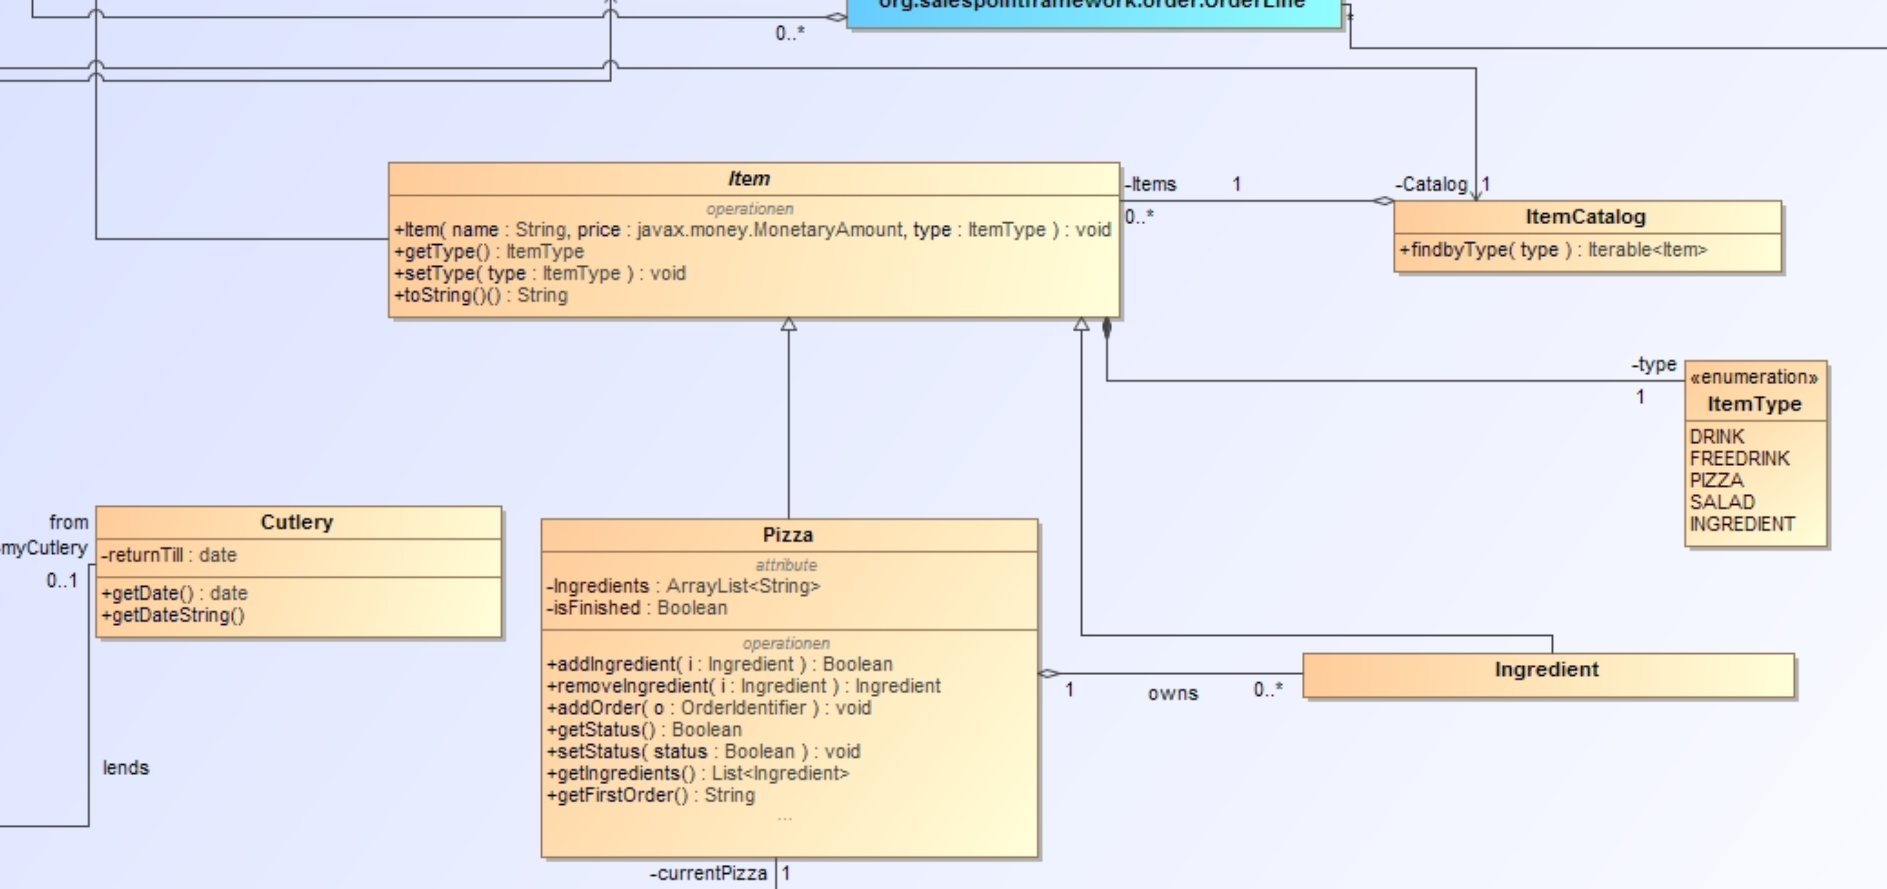 org.salespointframework.order.OrderLine
0..*
*
Item
operationen
+Item( name : String, price : javax.money.MonetaryAmount, type : ItemType ) : void
+getType() : ItemType
+setType( type : ItemType ) : void
+toString()() : String
-Items 1 -Catalog 1
0..*
ItemCatalog
+findbyType( type ) : Iterable<Item>
-type
1
«enumeration»
ItemType
DRINK
FREEDRINK
PIZZA
SALAD
INGREDIENT
from
-myCutlery
0..1
Cutlery
-returnTill : date
+getDate() : date
+getDateString()
lends
Pizza
attribute
-Ingredients : ArrayList<String>
-isFinished : Boolean
operationen
+addIngredient( i : Ingredient ) : Boolean
+removeIngredient( i : Ingredient ) : Ingredient
+addOrder( o : OrderIdentifier ) : void
+getStatus() : Boolean
+setStatus( status : Boolean ) : void
+getIngredients() : List<Ingredient>
+getFirstOrder() : String
...
1 owns 0..*
Ingredient
-currentPizza 1